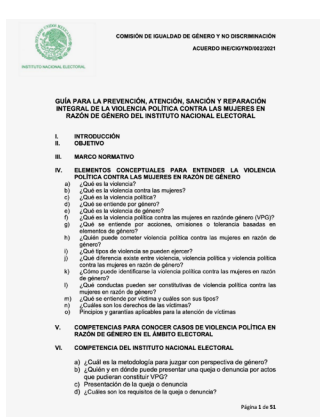 COMISIÓN DE IGUALDAD DE GÉNERO Y NO DISCRIMINACIÓN
ACUERDO INE/CIGYND/002/2021
INSTITUTO NACIONAL ELECTORAL
GUÍA PARA LA PREVENCIÓN, ATENCIÓN, SANCIÓN Y REPARACIÓN
INTEGRAL DE LA VIOLENCIA POLÍTICA CONTRA LAS MUJERES EN
RAZÓN DE GÉNERO DEL INSTITUTO NACIONAL ELECTORAL
I. INTRODUCCIÓN
II. OBJETIVO
III. MARCO NORMATIVO
IV. ELEMENTOS CONCEPTUALES PARA ENTENDER LA VIOLENCIA
POLÍTICA CONTRA LAS MUJERES EN RAZÓN DE GÉNERO
a) ¿Qué es la violencia?
b) ¿Qué es la violencia contra las mujeres?
c) ¿Qué es la violencia política?
d) ¿Qué se entiende por género?
e) ¿Qué es la violencia de género?
f) ¿Qué es la violencia política contra las mujeres en razónde género (VPG)?
g) ¿Qué se entiende por acciones, omisiones o tolerancia basadas en
elementos de género?
h) ¿Quién puede cometer violencia política contra las mujeres en razón de
género?
i) ¿Qué tipos de violencia se pueden ejercer?
j) ¿Qué diferencia existe entre violencia, violencia política y violencia política
contra las mujeres en razón de género?
k) ¿Cómo puede identificarse la violencia política contra las mujeres en razón
de género?
l) ¿Qué conductas pueden ser constitutivas de violencia política contra las
mujeres en razón de género?
m) ¿Qué se entiende por víctima y cuáles son sus tipos?
n) ¿Cuáles son los derechos de las víctimas?
o) Principios y garantías aplicables para la atención de víctimas
V. COMPETENCIAS PARA CONOCER CASOS DE VIOLENCIA POLÍTICA EN
RAZÓN DE GÉNERO EN EL ÁMBITO ELECTORAL
VI. COMPETENCIA DEL INSTITUTO NACIONAL ELECTORAL
a) ¿Cuál es la metodología para juzgar con perspectiva de género?
b) ¿Quién y en dónde puede presentar una queja o denuncia por actos
que pudieran constituir VPG?
c) Presentación de la queja o denuncia
d) ¿Cuáles son los requisitos de la queja o denuncia?
Página 1 de 51